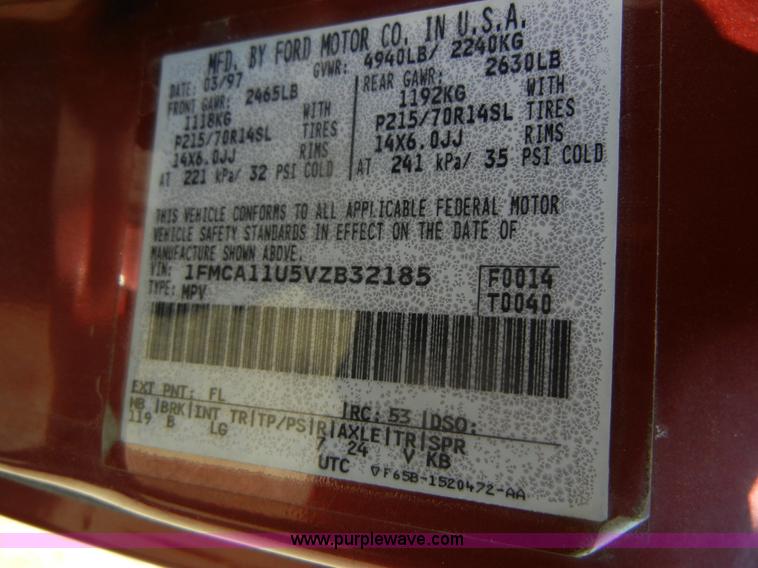 MFD. BY FORD MOTOR CO. IN U.S.A.
DATE: 03/97 GVWR: 4940LB/ 2240KG
FRONT GAWR: 2465LB REAR GAWR: 2630LB
1118KG WITH 1192KG WITH
P215/70R14SL TIRES P215/70R14SL TIRES
14X6.0JJ RIMS 14X6.0JJ RIMS
AT 221 kPa/ 32 PSI COLD AT 241 kPa/ 35 PSI COLD
THIS VEHICLE CONFORMS TO ALL APPLICABLE FEDERAL MOTOR
VEHICLE SAFETY STANDARDS IN EFFECT ON THE DATE OF
MANUFACTURE SHOWN ABOVE.
VIN: 1FMCA11U5VZB32185 F0014
TYPE: MPV T0040
EXT PNT: FL RC: 53 DSO:
WB BRK INT TR TP/PS R AXLE TR SPR
119 B LG 7 24 V KB
UTC ▽F65B-1520472-AA
www.purplewave.com